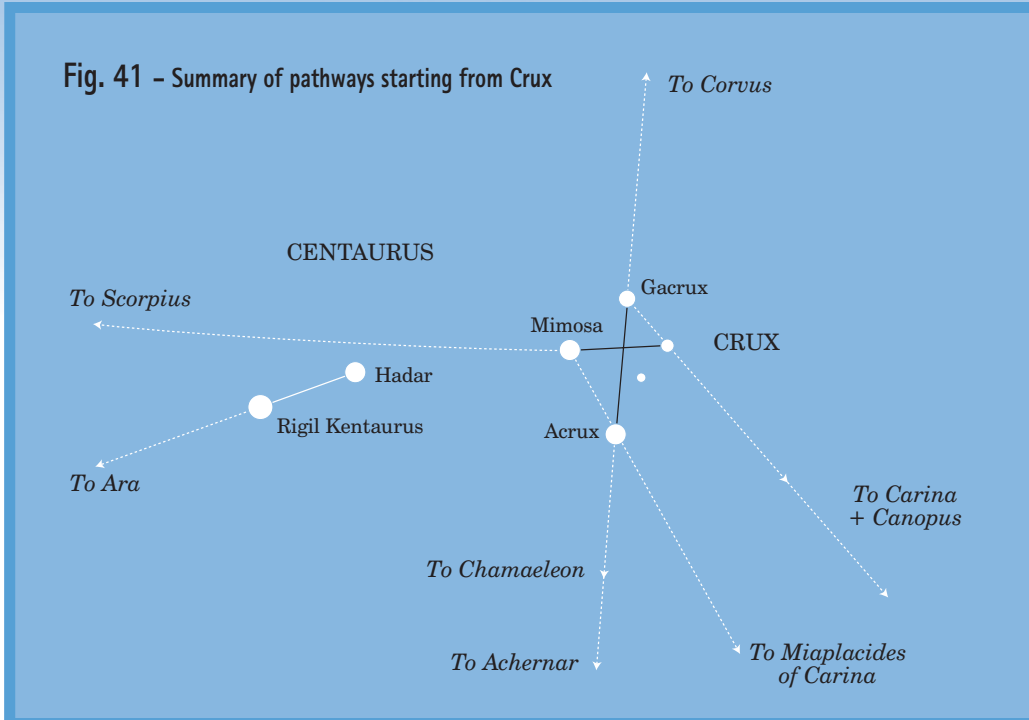 Fig. 41 – Summary of pathways starting from Crux
To Corvus
CENTAURUS
Gacrux
To Scorpius
Mimosa
CRUX
Hadar
Rigil Kentaurus
Acrux
To Ara
To Carina
+ Canopus
To Chamaeleon
To Achernar
To Miaplacides
of Carina